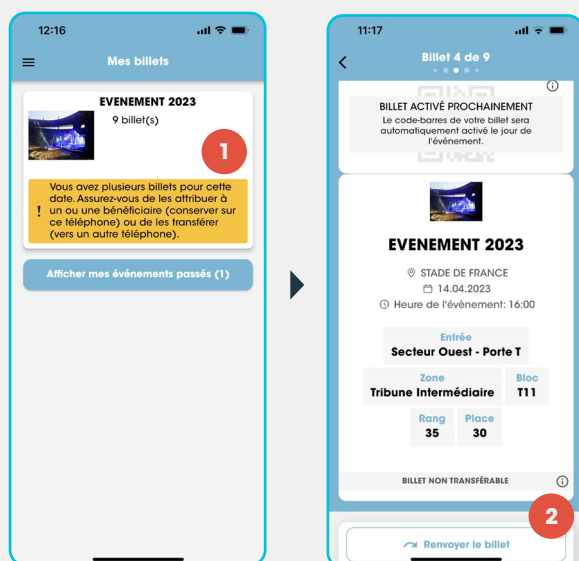 12:16
Mes billets
EVENEMENT 2023
9 billet(s)
1
Vous avez plusieurs billets pour cette
date. Assurez-vous de les attribuer à
! un ou une bénéficiaire (conserver sur
ce téléphone) ou de les transférer
(vers un autre téléphone).
Afficher mes événements passés (1)
11:17
Billet 4 de 9
BILLET ACTIVÉ PROCHAINEMENT
Le code-barres de votre billet sera
automatiquement activé le jour de
l'événement.
EVENEMENT 2023
STADE DE FRANCE
14.04.2023
Heure de l'évènement: 16:00
Entrée
Secteur Ouest - Porte T
Zone Bloc
Tribune Intermédiaire T11
Rang Place
35 30
BILLET NON TRANSFÉRABLE
2
Renvoyer le billet